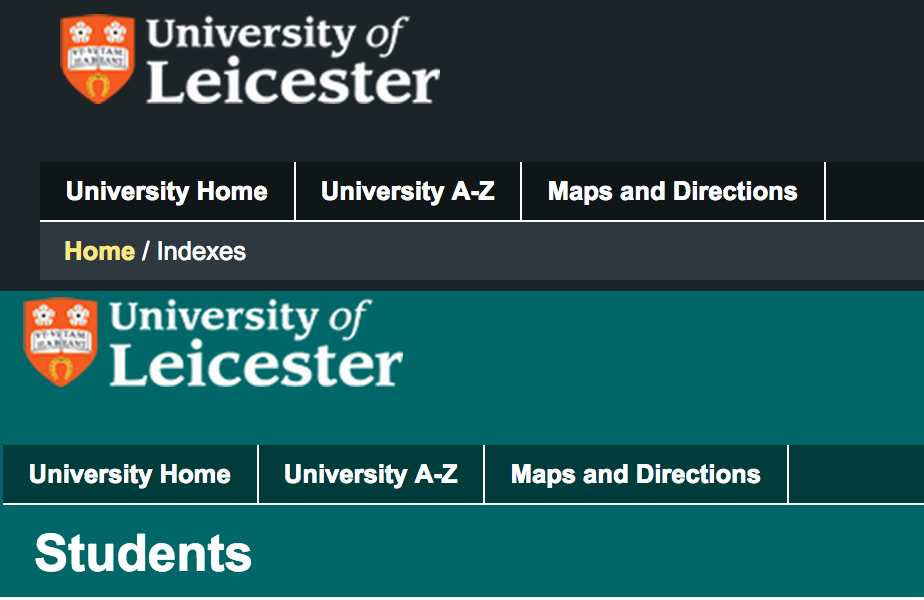 University of
Leicester
VT VITAM
HABEANT
University Home
University A-Z
Maps and Directions
Home / Indexes
University of
Leicester
VT VITAM
HABEANT
University Home
University A-Z
Maps and Directions
Students